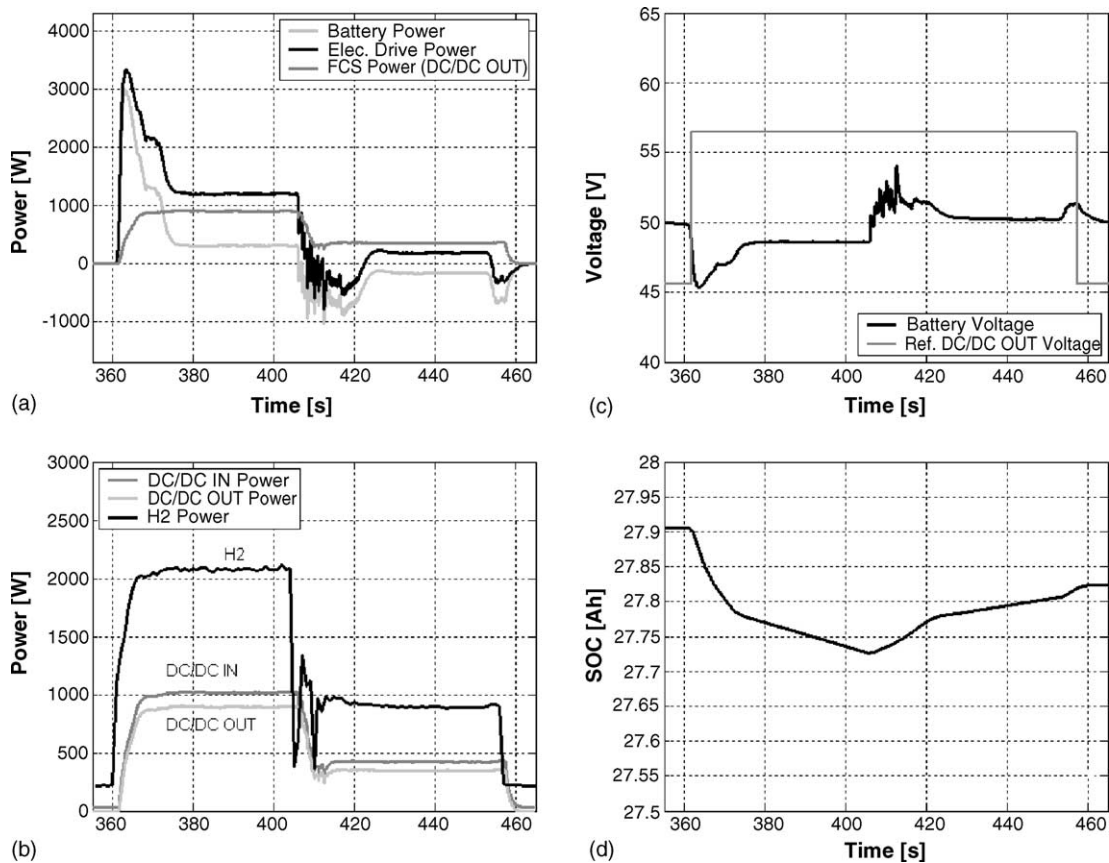 4000
3000
2000
1000
0
-1000
Power [W]
Battery Power
Elec. Drive Power
FCS Power (DC/DC OUT)
360 380 400 420 440 460
(a)
Time [s]
65
60
55
50
45
40
Voltage [V]
Battery Voltage
Ref. DC/DC OUT Voltage
360 380 400 420 440 460
(c)
Time [s]
3000
2500
2000
1500
1000
500
0
Power [W]
DC/DC IN Power
DC/DC OUT Power
H2 Power
H2
DC/DC IN
DC/DC OUT
360 380 400 420 440 460
(b)
Time [s]
28
27.95
27.9
27.85
27.8
27.75
27.7
27.65
27.6
27.55
27.5
SOC [Ah]
360 380 400 420 440 460
(d)
Time [s]